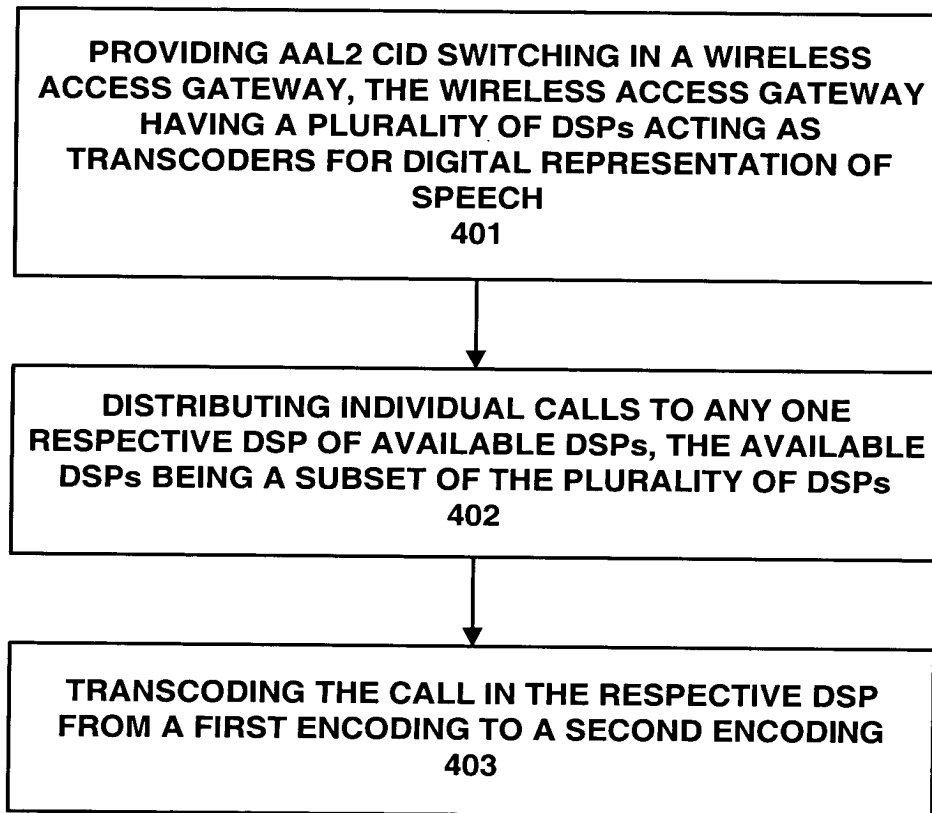 PROVIDING AAL2 CID SWITCHING IN A WIRELESS
ACCESS GATEWAY, THE WIRELESS ACCESS GATEWAY
HAVING A PLURALITY OF DSPs ACTING AS
TRANSCODERS FOR DIGITAL REPRESENTATION OF
SPEECH
401
DISTRIBUTING INDIVIDUAL CALLS TO ANY ONE
RESPECTIVE DSP OF AVAILABLE DSPs, THE AVAILABLE
DSPs BEING A SUBSET OF THE PLURALITY OF DSPs
402
TRANSCODING THE CALL IN THE RESPECTIVE DSP
FROM A FIRST ENCODING TO A SECOND ENCODING
403